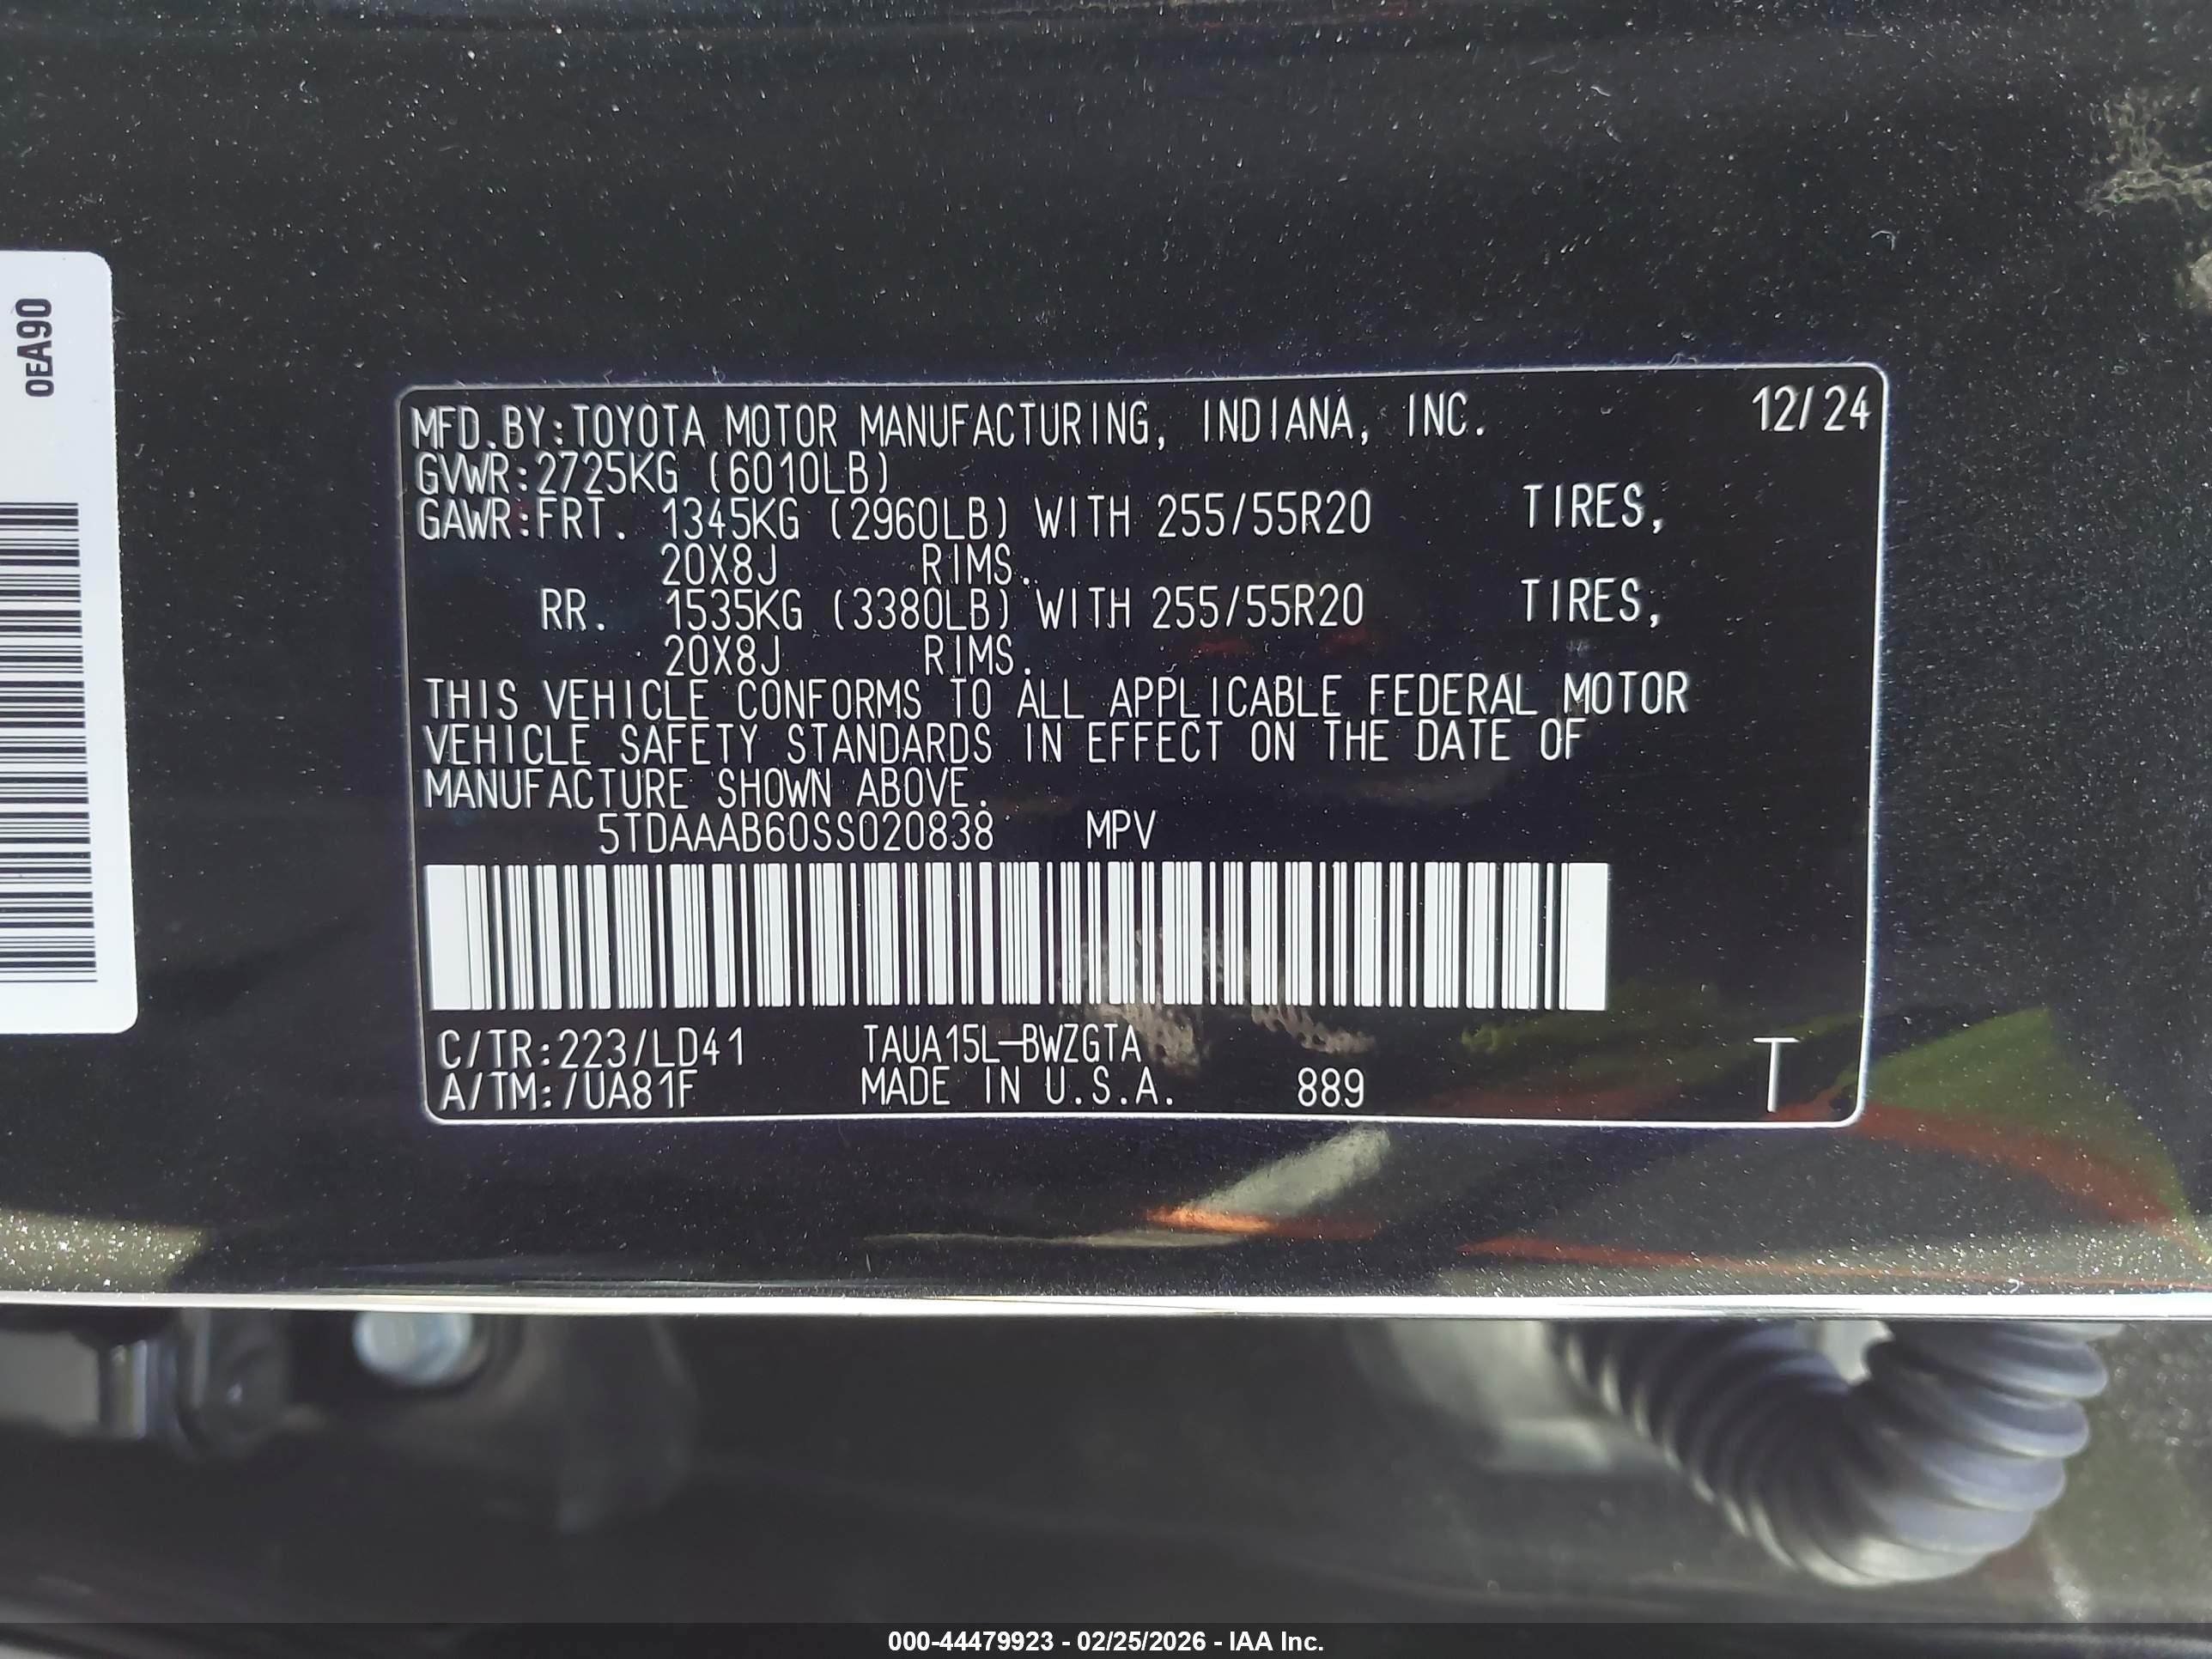 0EA90
MFD.BY:TOYOTA MOTOR MANUFACTURING, INDIANA, INC. 12/24
GVWR:2725KG (6010LB)
GAWR:FRT. 1345KG (2960LB) WITH 255/55R20 TIRES,
20X8J RIMS.
RR. 1535KG (3380LB) WITH 255/55R20 TIRES,
20X8J RIMS.
THIS VEHICLE CONFORMS TO ALL APPLICABLE FEDERAL MOTOR
VEHICLE SAFETY STANDARDS IN EFFECT ON THE DATE OF
MANUFACTURE SHOWN ABOVE.
5TDAAAB60SS020838 MPV
C/TR:223/LD41 TAUA15L-BWZGTA
A/TM:/UA81F MADE IN U.S.A. 889 T
000-44479923 - 02/25/2026 - IAA Inc.